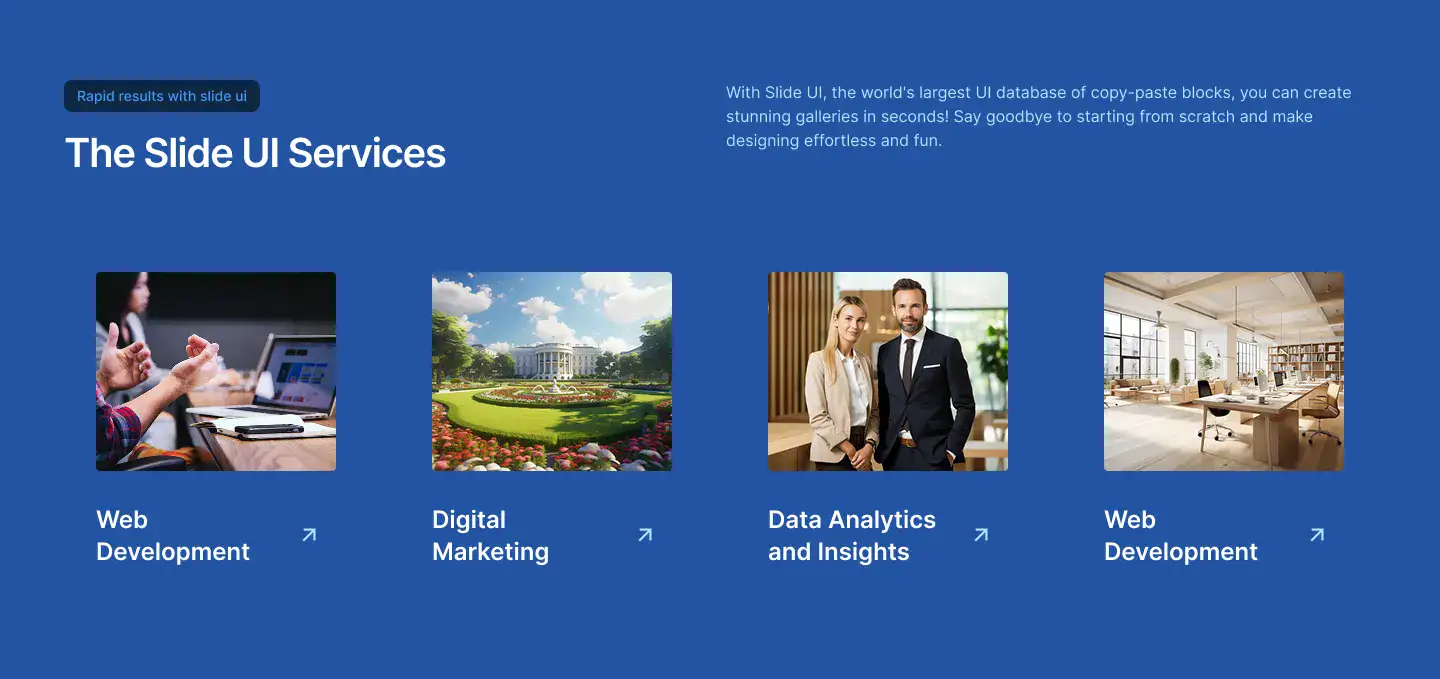 Rapid results with slide ui
The Slide UI Services
With Slide UI, the world's largest UI database of copy-paste blocks, you can create
stunning galleries in seconds! Say goodbye to starting from scratch and make
designing effortless and fun.
Web
Development
Digital
Marketing
Data Analytics
and Insights
Web
Development